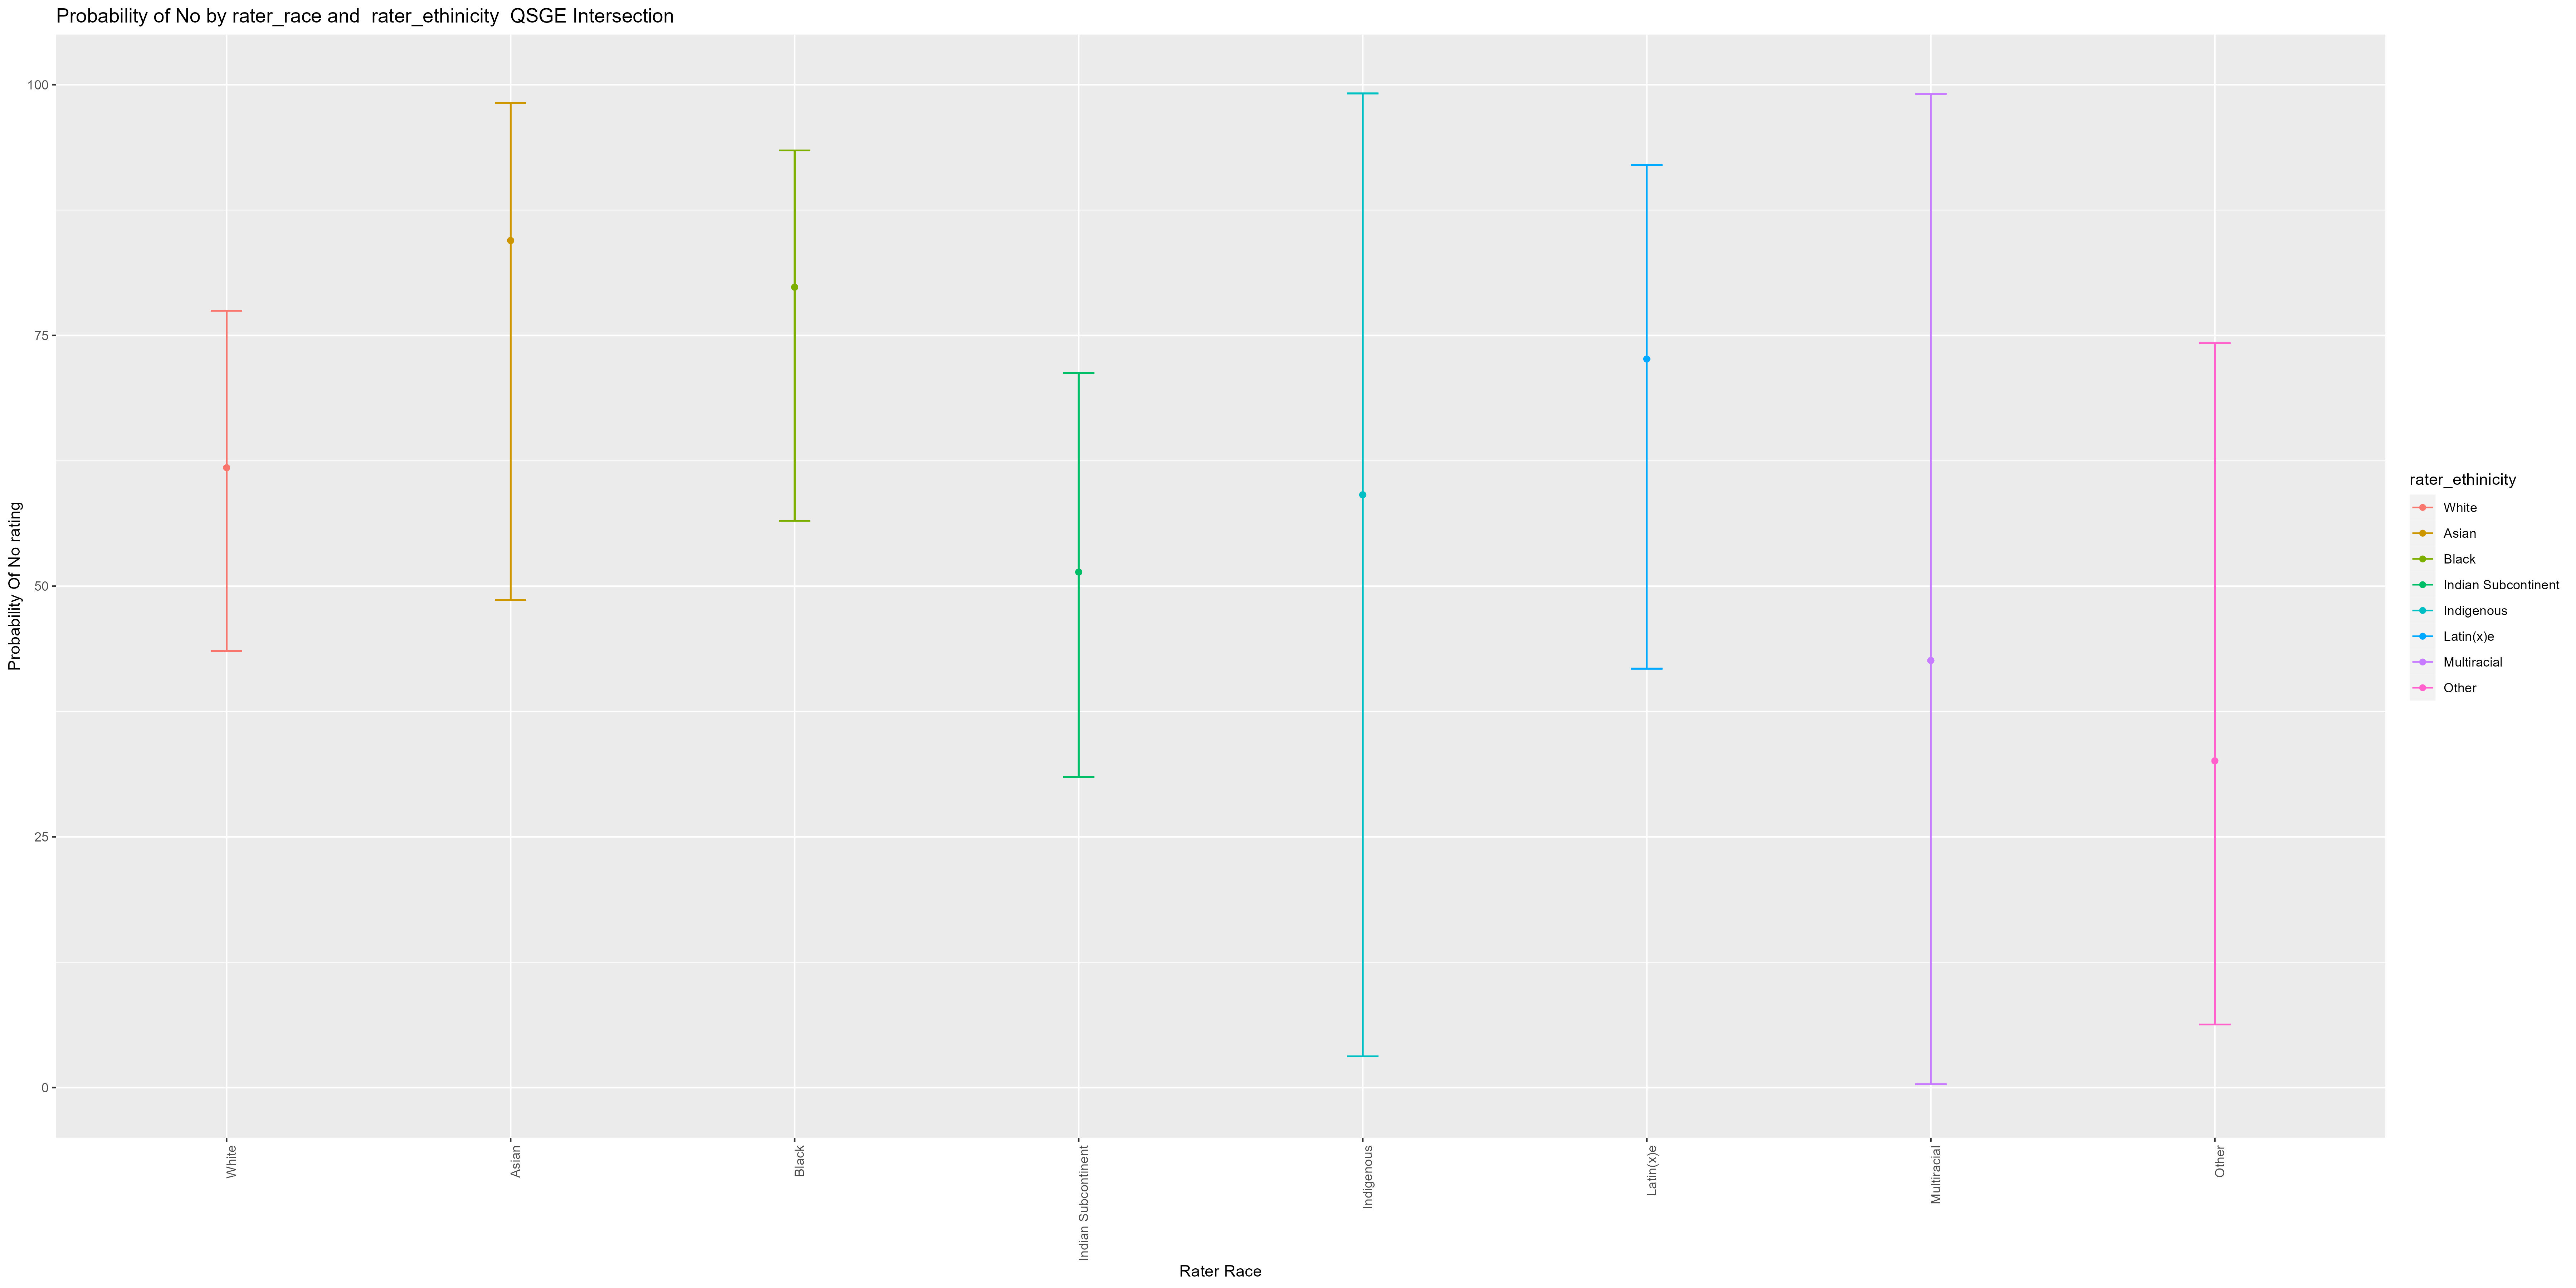 Probability of No by rater_race and  rater_ethinicity  QSGE Intersection
Probability Of No rating
100
75
50
25
0
White
Asian
Black
Indian Subcontinent
Indigenous
Latin(x)e
Multiracial
Other
Rater Race
rater_ethinicity
White
Asian
Black
Indian Subcontinent
Indigenous
Latin(x)e
Multiracial
Other